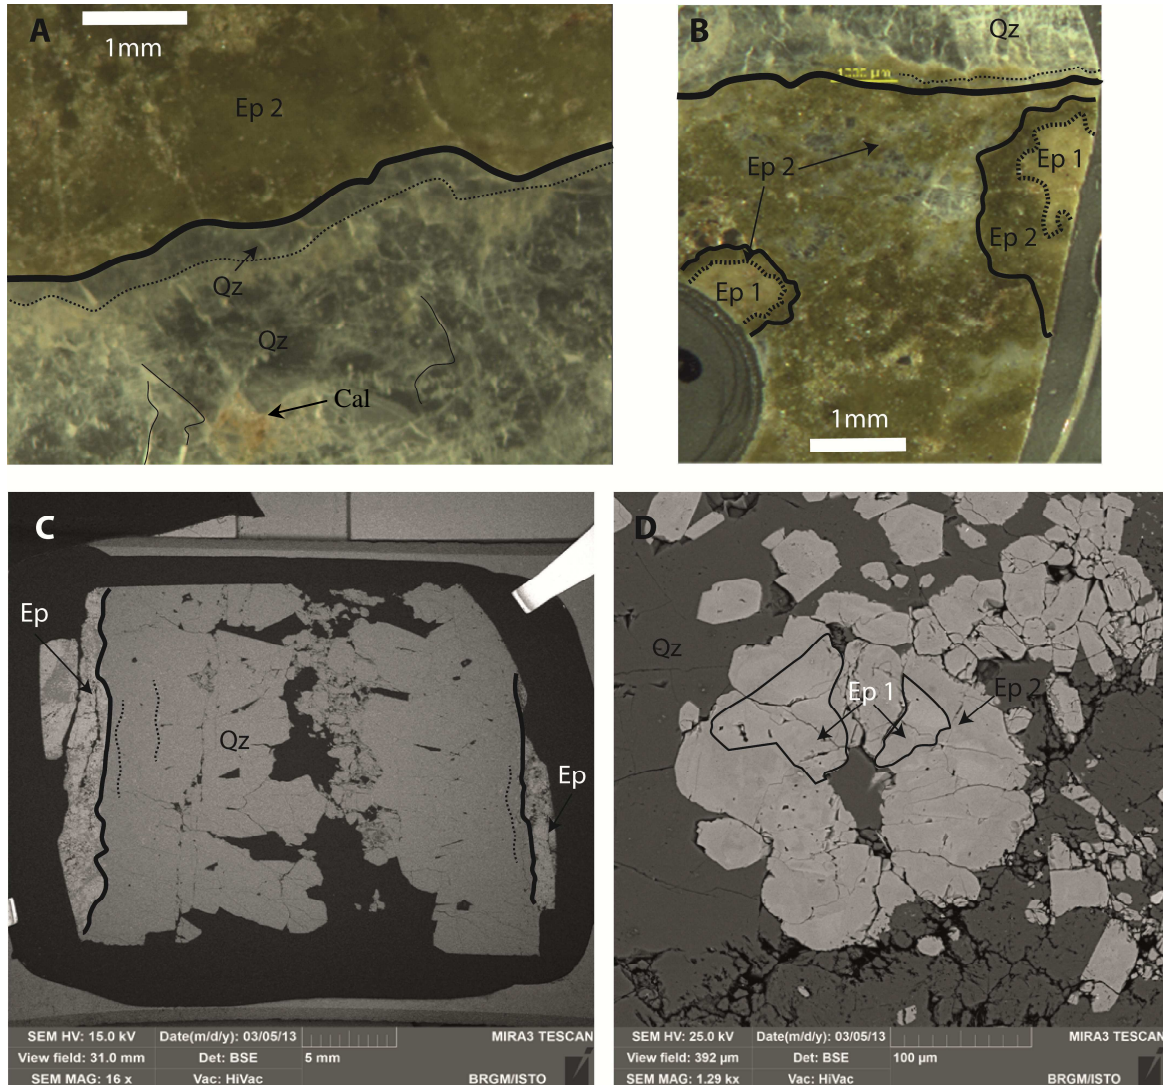 A
1mm
Ep 2
Qz
Qz
Cal
B
Qz
Ep 1
Ep 2
Ep 2
Ep 1
1mm
C
Ep
Qz
Ep
SEM HV: 15.0 kV Date(m/d/y): 03/05/13 MIRA3 TESCAN
View field: 31.0 mm Det: BSE 5 mm
SEM MAG: 16 x Vac: HiVac BRGM/ISTO
D
Qz
Ep 1
Ep 2
SEM HV: 25.0 kV Date(m/d/y): 03/05/13 MIRA3 TESCAN
View field: 392 µm Det: BSE 100 µm
SEM MAG: 1.29 kx Vac: HiVac BRGM/ISTO